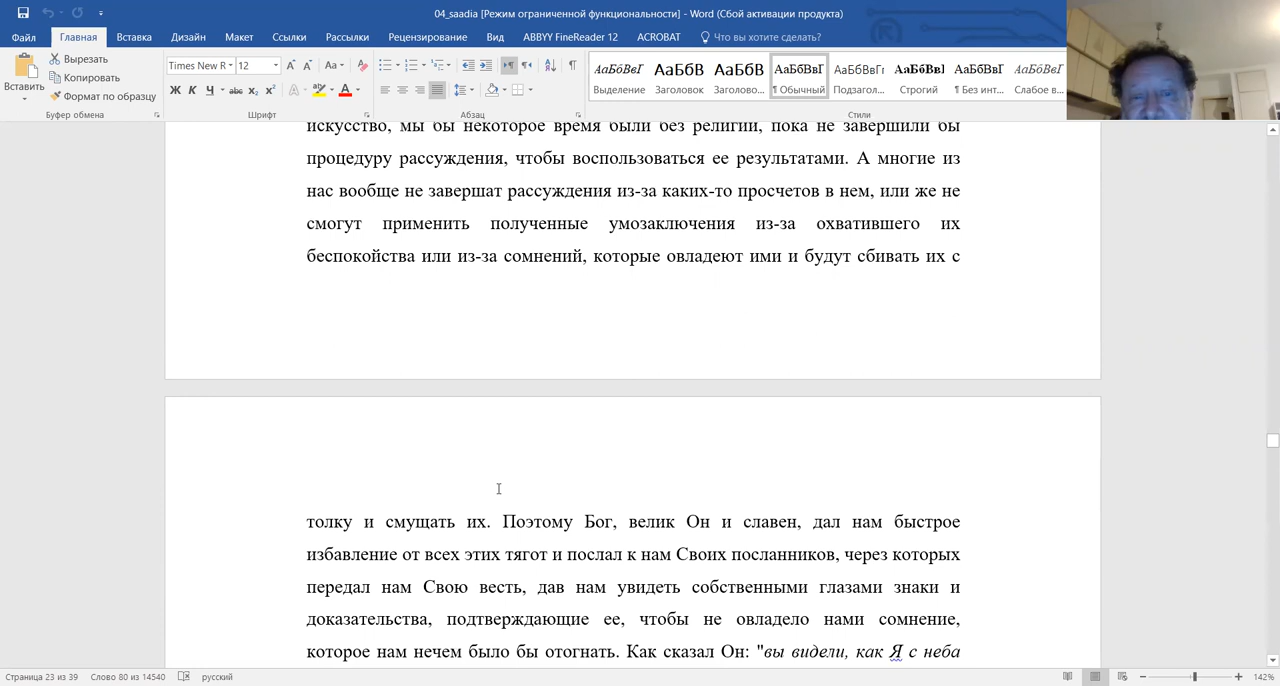 04_saadia [Режим ограниченной функциональности] - Word (Сбой активации продукта)
Файл Главная Вставка Дизайн Макет Ссылки Рассылки Рецензирование Вид ABBYY FineReader 12 ACROBAT Что вы хотите сделать?
Вставить
Вырезать
Копировать
Формат по образцу
Буфер обмена
Times New R 12
Ж К Ч abc x₂ x²
Шрифт
Абзац
АаБбВвГ АаБбВ АаБбВ АаБбВвГ АаБбВвГг АаБбВвГ АаБбВвГ АаБбВвГ
Выделение Заголовок Заголово... ¶ Обычный Подзагол... Строгий ¶ Без инт... Слабое в...
Стили
искусство, мы бы некоторое время были без религии, пока не завершили бы
процедуру рассуждения, чтобы воспользоваться ее результатами. А многие из
нас вообще не завершат рассуждения из-за каких-то просчетов в нем, или же не
смогут применить полученные умозаключения из-за охватившего их
беспокойства или из-за сомнений, которые овладеют ими и будут сбивать их с
толку и смущать их. Поэтому Бог, велик Он и славен, дал нам быстрое
избавление от всех этих тягот и послал к нам Своих посланников, через которых
передал нам Свою весть, дав нам увидеть собственными глазами знаки и
доказательства, подтверждающие ее, чтобы не овладело нами сомнение,
которое нам нечем было бы отогнать. Как сказал Он: "вы видели, как Я с неба
Страница 23 из 39 Слово 80 из 14540 русский 142%